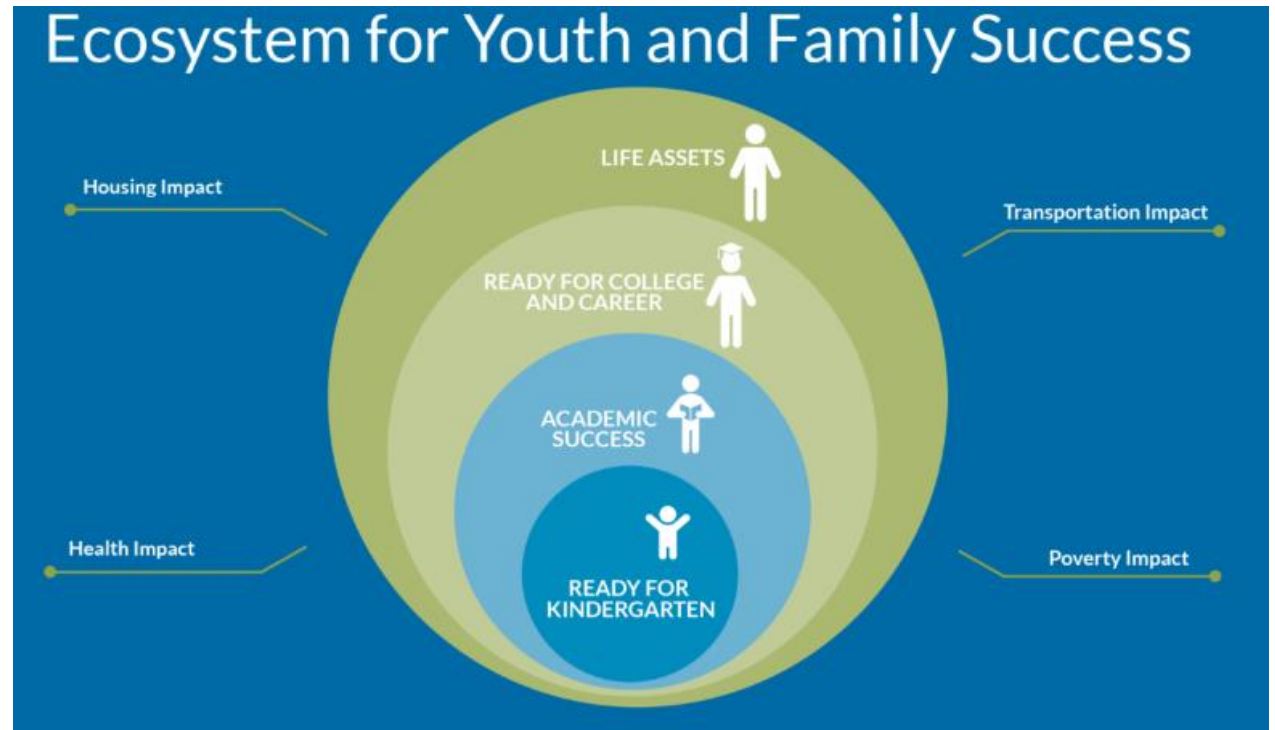 Ecosystem for Youth and Family Success
LIFE ASSETS
Housing Impact
Transportation Impact
READY FOR COLLEGE
AND CAREER
ACADEMIC
SUCCESS
Health Impact
Poverty Impact
READY FOR
KINDERGARTEN